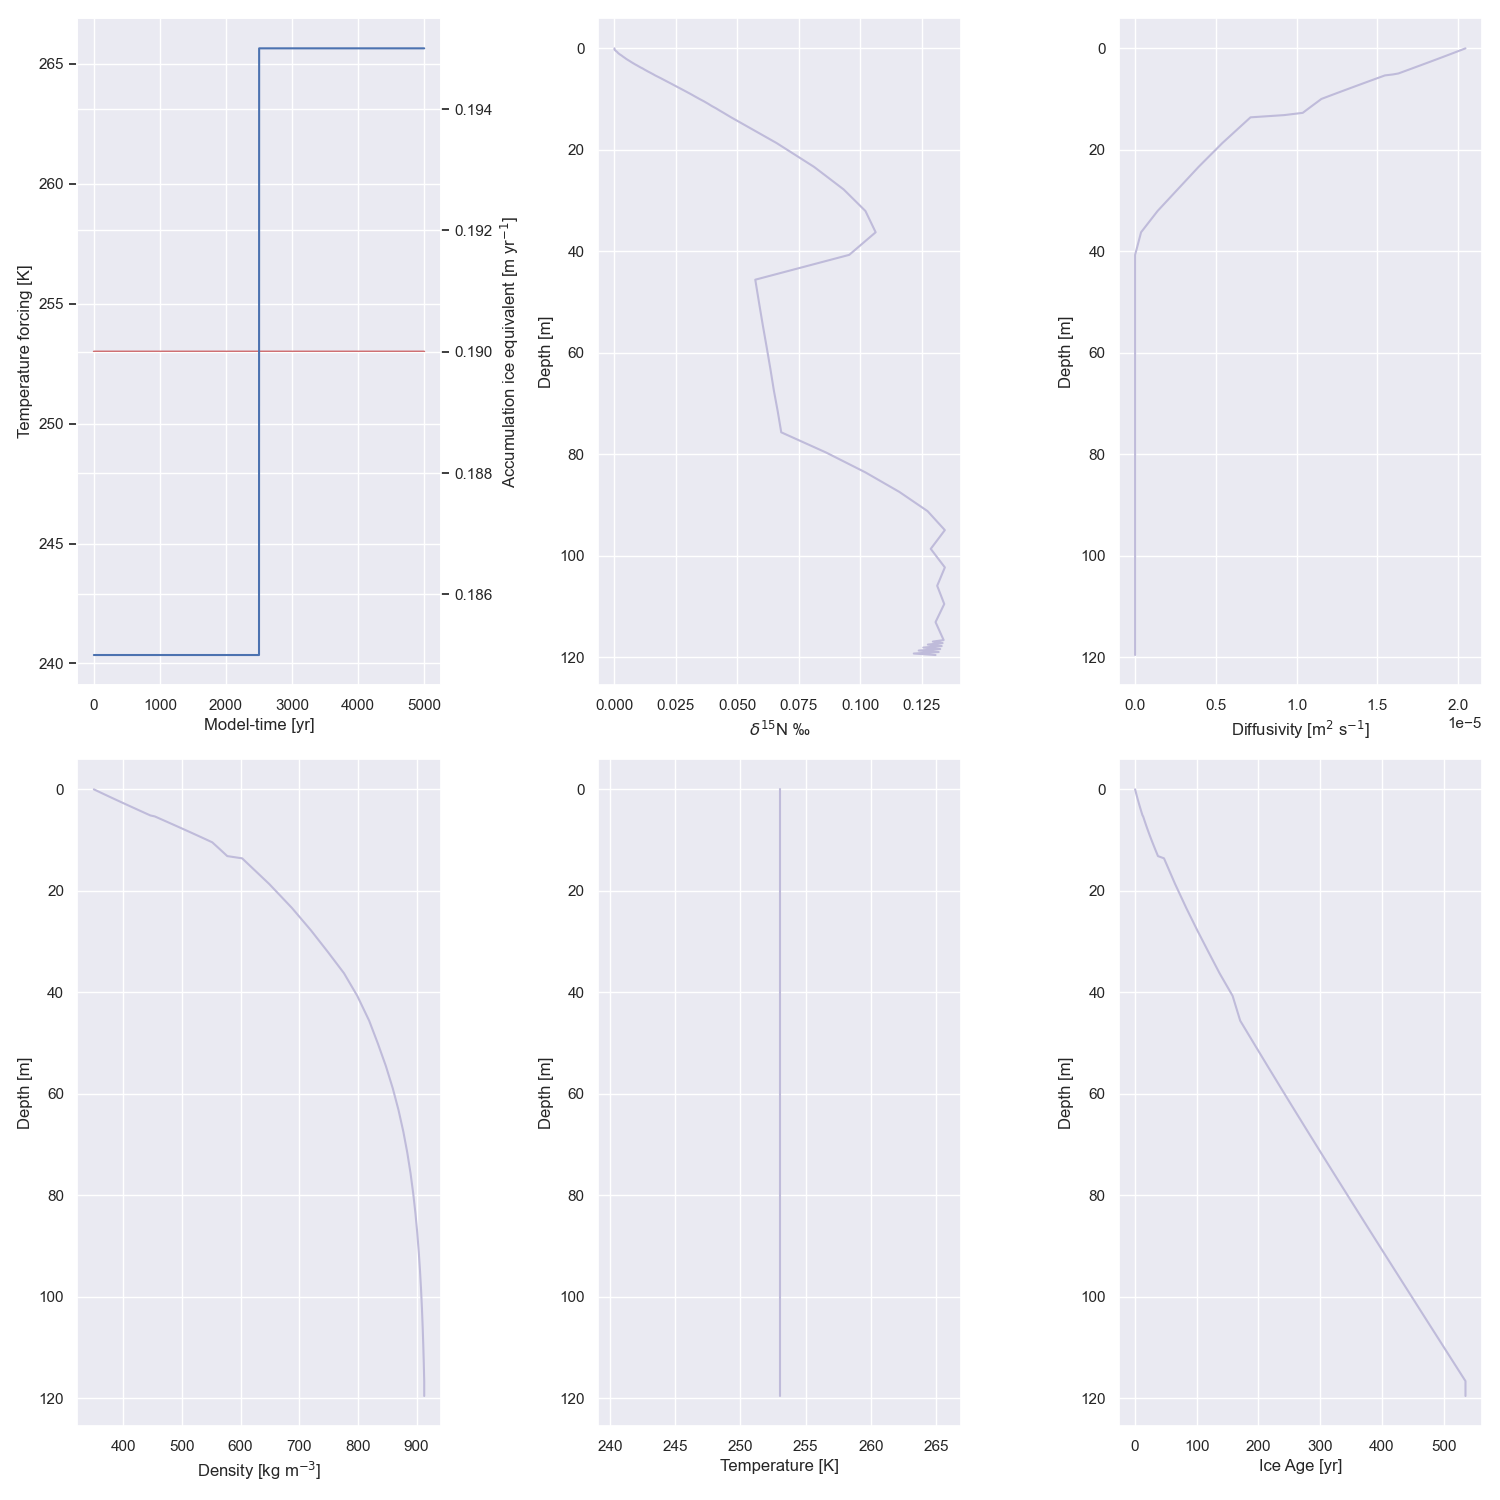 265
260
255
250
245
240
Temperature forcing [K]
0.194
0.192
0.190
0.188
0.186
Accumulation ice equivalent [m yr⁻¹]
0 1000 2000 3000 4000 5000
Model-time [yr]
0
20
40
60
80
100
120
Depth [m]
0.000 0.025 0.050 0.075 0.100 0.125
δ¹⁵N ‰
0
20
40
60
80
100
120
Depth [m]
0.0 0.5 1.0 1.5 2.0
1e−5
Diffusivity [m² s⁻¹]
0
20
40
60
80
100
120
Depth [m]
400 500 600 700 800 900
Density [kg m⁻³]
0
20
40
60
80
100
120
Depth [m]
240 245 250 255 260 265
Temperature [K]
0
20
40
60
80
100
120
Depth [m]
0 100 200 300 400 500
Ice Age [yr]